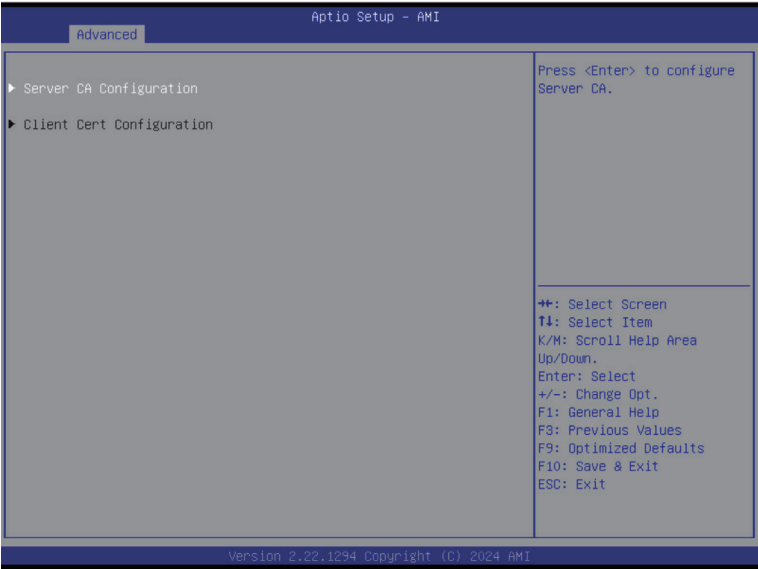 Aptio Setup – AMI
Advanced
▶ Server CA Configuration
▶ Client Cert Configuration
Press <Enter> to configure
Server CA.
→←: Select Screen
↑↓: Select Item
K/M: Scroll Help Area
Up/Down.
Enter: Select
+/-: Change Opt.
F1: General Help
F3: Previous Values
F9: Optimized Defaults
F10: Save & Exit
ESC: Exit
Version 2.22.1294 Copyright (C) 2024 AMI